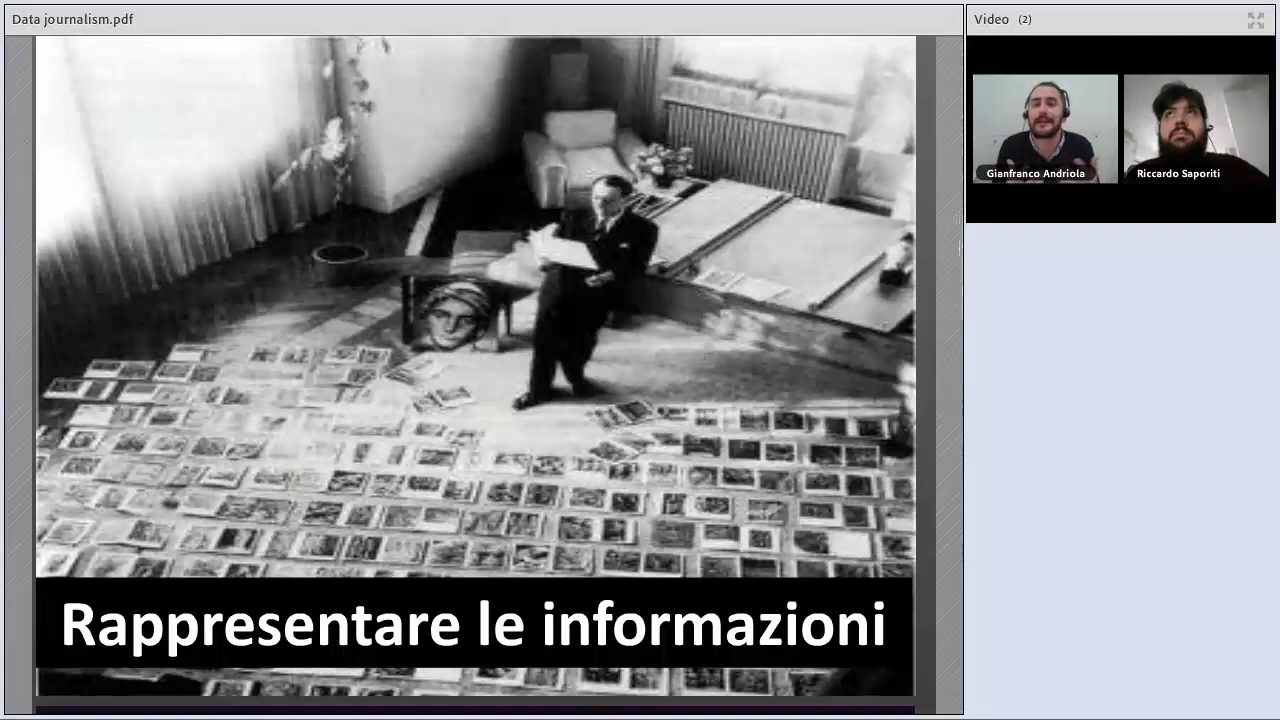 Data journalism.pdf
Video (2)
Gianfranco Andriola
Riccardo Saporiti
Rappresentare le informazioni